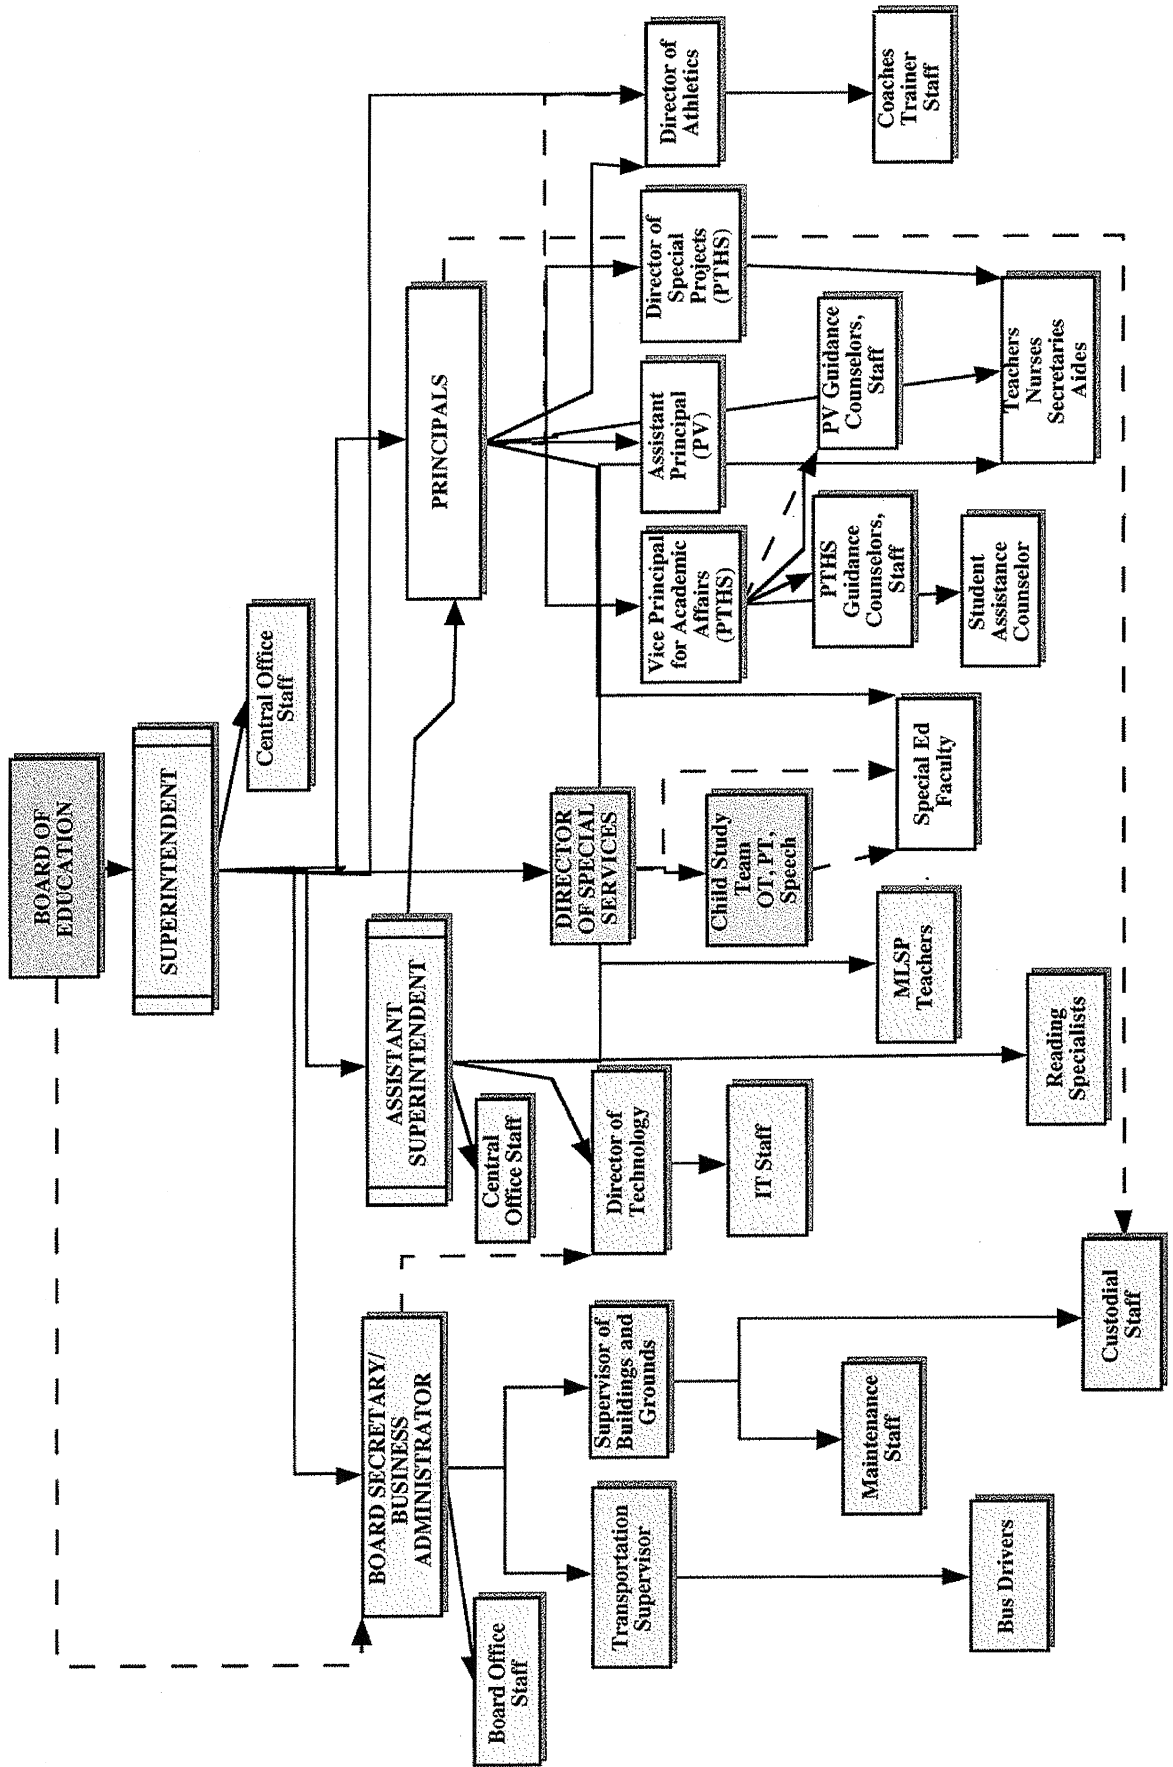 BOARD OF
EDUCATION
SUPERINTENDENT
Central Office
Staff
BOARD SECRETARY/
BUSINESS
ADMINISTRATOR
ASSISTANT
SUPERINTENDENT
PRINCIPALS
Board Office
Staff
Central
Office Staff
DIRECTOR
OF SPECIAL
SERVICES
Transportation
Supervisor
Supervisor of
Buildings and
Grounds
Director of
Technology
Vice Principal
for Academic
Affairs
(PTHS)
Assistant
Principal
(PV)
Director of
Special
Projects
(PTHS)
Director of
Athletics
Child Study
Team
OT, PT,
Speech
IT Staff
PTHS
Guidance
Counselors,
Staff
PV Guidance
Counselors,
Staff
Coaches
Trainer
Staff
Maintenance
Staff
MLSP
Teachers
Special Ed
Faculty
Student
Assistance
Counselor
Bus Drivers
Reading
Specialists
Teachers
Nurses
Secretaries
Aides
Custodial
Staff